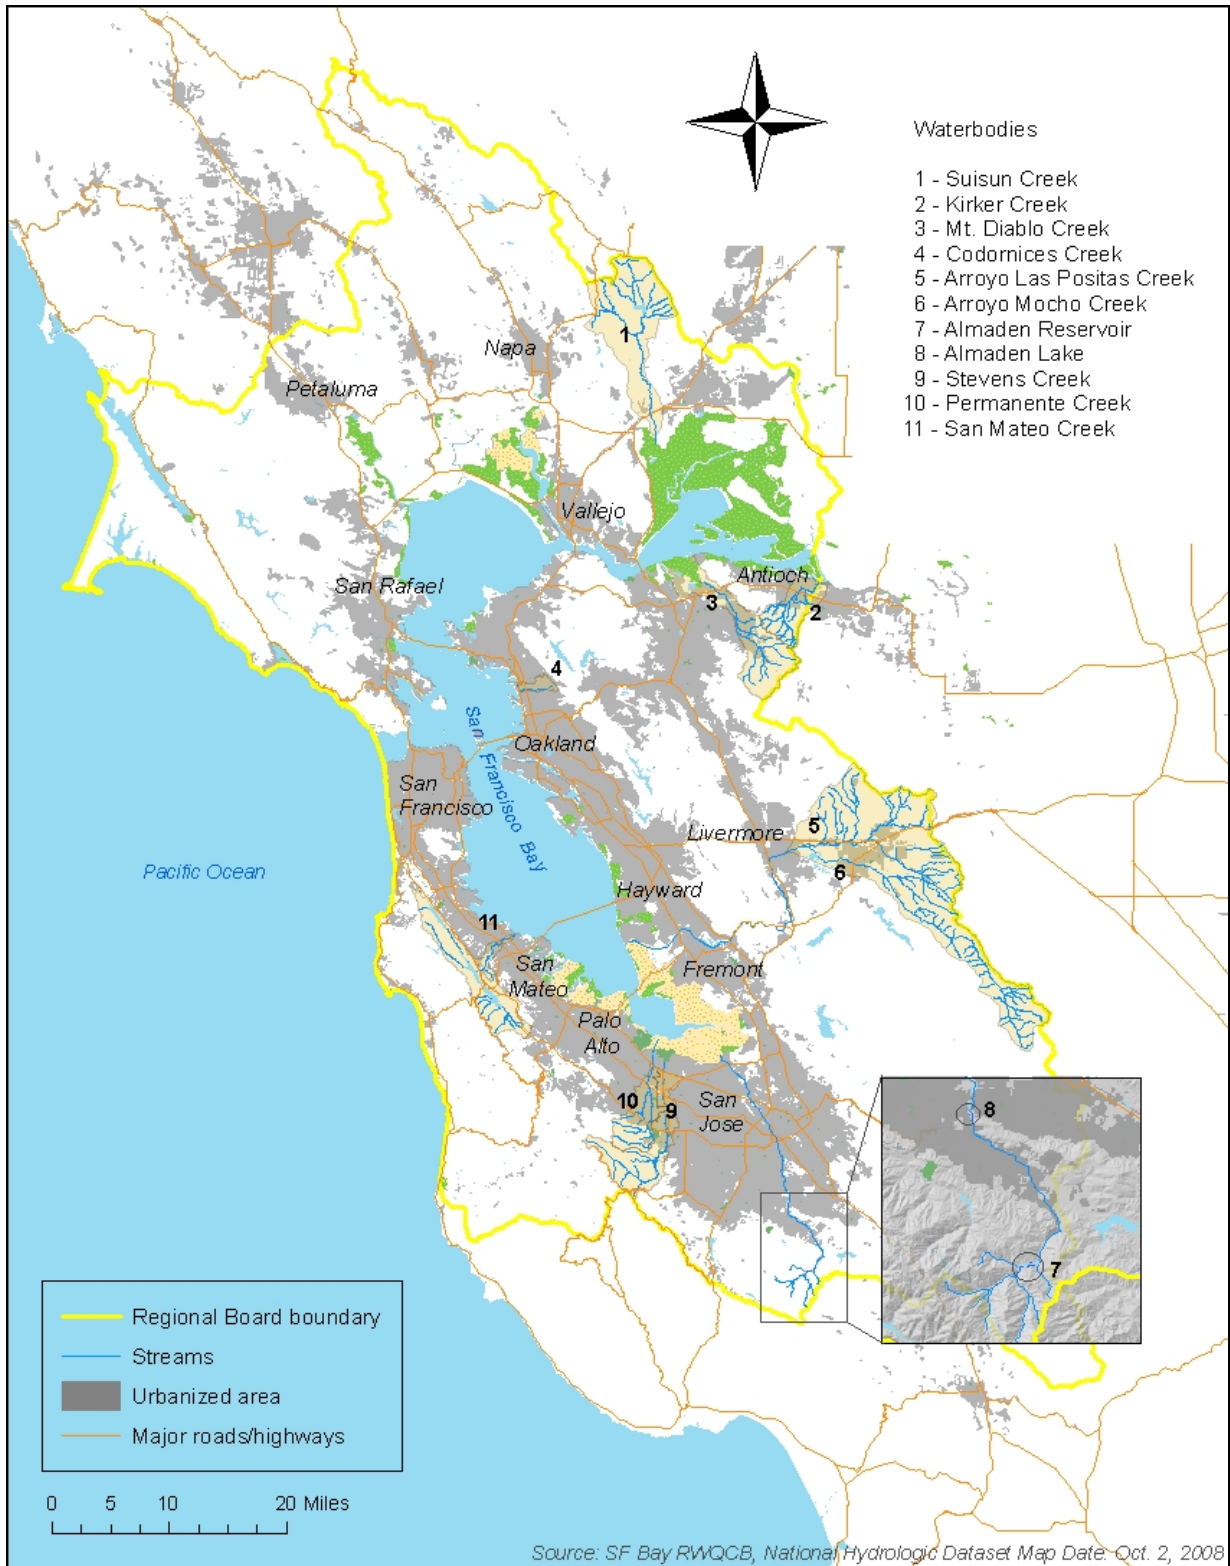 Waterbodies
1 - Suisun Creek
2 - Kirker Creek
3 - Mt. Diablo Creek
4 - Codornices Creek
5 - Arroyo Las Positas Creek
6 - Arroyo Mocho Creek
7 - Almaden Reservoir
8 - Almaden Lake
9 - Stevens Creek
10 - Permanente Creek
11 - San Mateo Creek
1
Napa
Petaluma
Vallejo
Antioch
San Rafael
3
2
4
San Francisco Bay
Oakland
San
Francisco
5
Livermore
Pacific Ocean
6
Hayward
11
San
Mateo
Fremont
Palo
Alto
10
9
San
Jose
8
7
Regional Board boundary
Streams
Urbanized area
Major roads/highways
0 5 10 20 Miles
Source: SF Bay RWQCB, National Hydrologic Dataset Map Date: Oct. 2, 2008